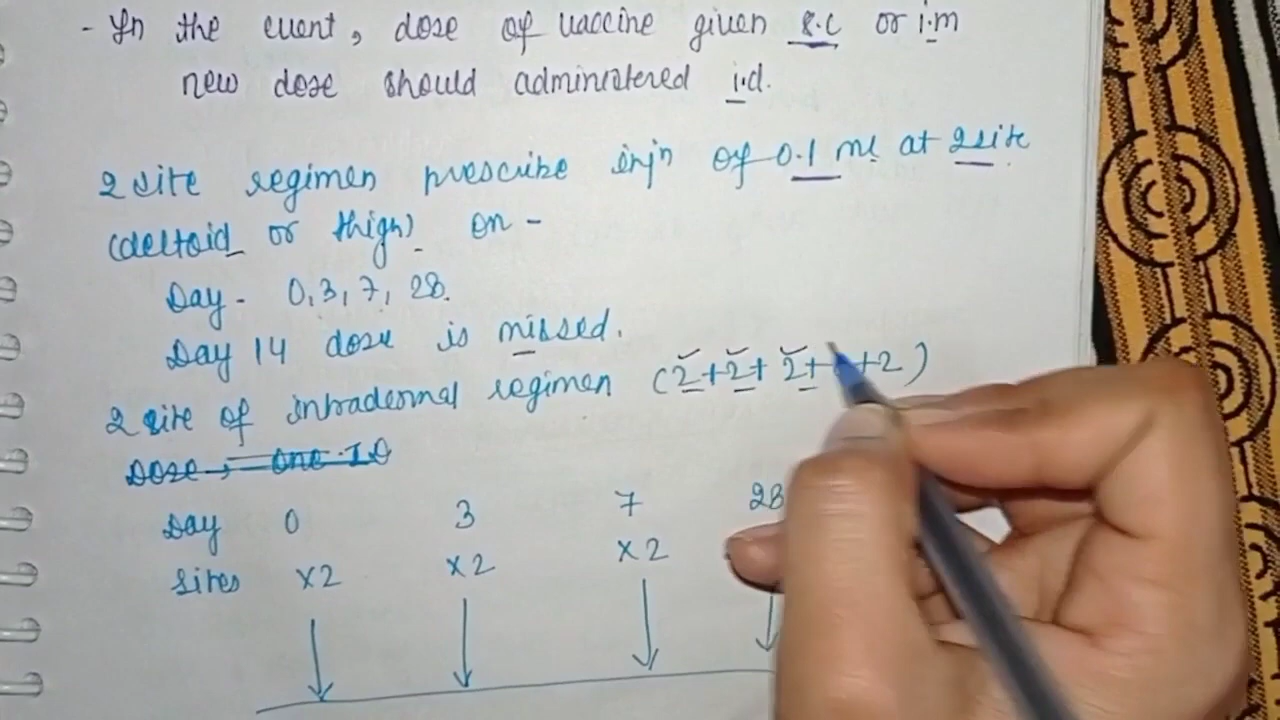 - In the event, dose of vaccine given s.c or i.m
new dose should administered i.d.
2 site regimen prescribe injn of 0.1 ml at 2 site
(deltoid or thigh) on -
Day - 0, 3, 7, 28.
Day 14 dose is missed.
2 site of intradermal regimen (2+2+2+ +2)
Dose → one ID
Day 0 3 7 28
Sites x2 x2 x2